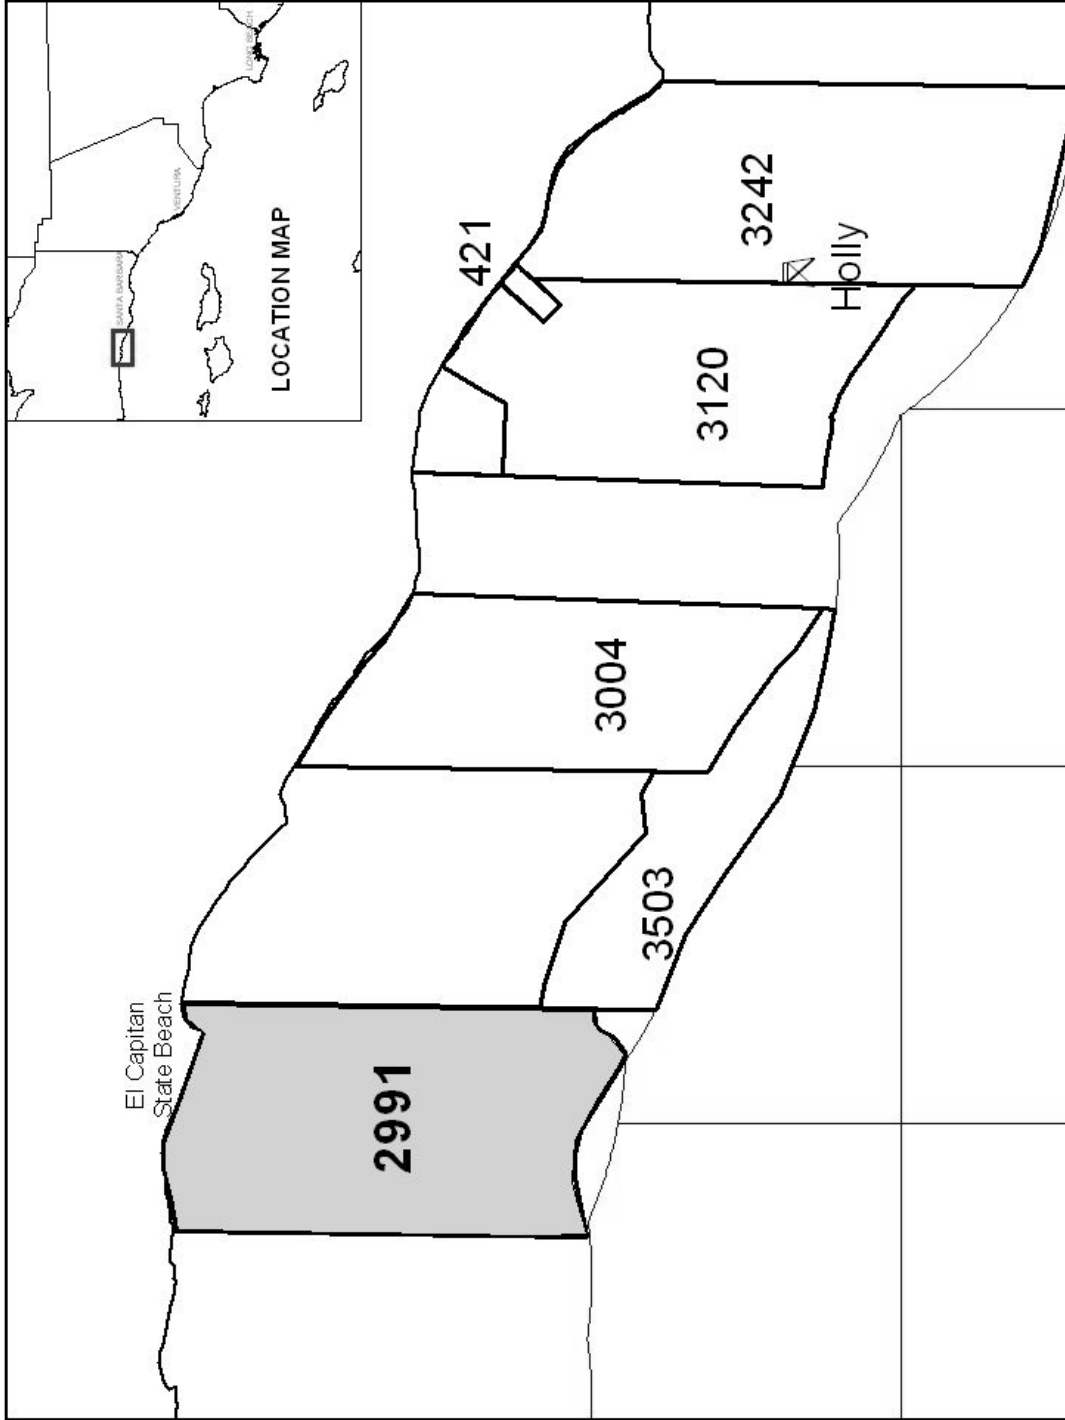 El Capitan
State Beach
2991
3503
3004
3120
421
3242
Holly
LOCATION MAP
SANTA BARBARA
VENTURA
LONG BEACH